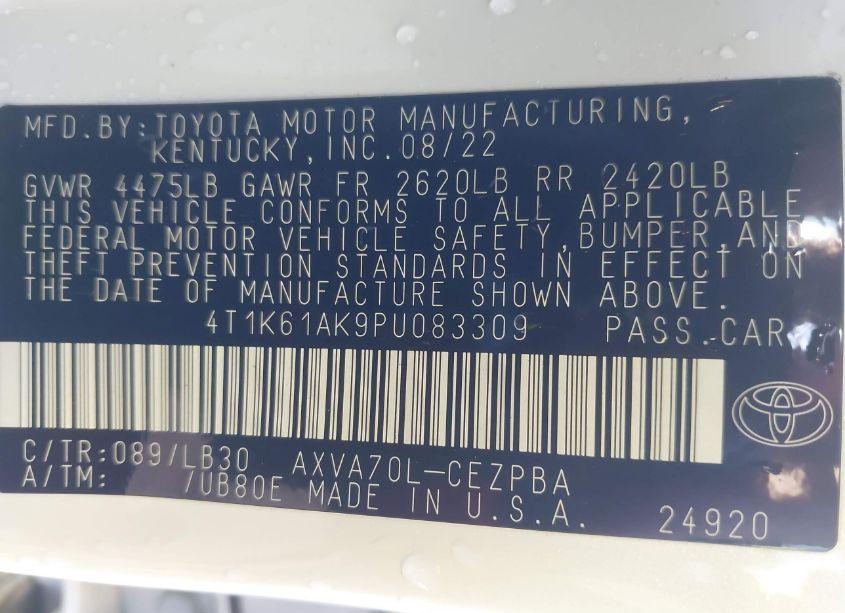 MFD.BY:TOYOTA MOTOR MANUFACTURING,
KENTUCKY,INC.08/22
GVWR 4475LB GAWR FR 2620LB RR 2420LB
THIS VEHICLE CONFORMS TO ALL APPLICABLE
FEDERAL MOTOR VEHICLE SAFETY,BUMPER,AND
THEFT PREVENTION STANDARDS IN EFFECT ON
THE DATE OF MANUFACTURE SHOWN ABOVE.
4T1K61AK9PU083309 PASS.CAR
C/TR:089/LB30 AXVA70L-CEZPBA
A/TM: /UB80E MADE IN U.S.A. 24920